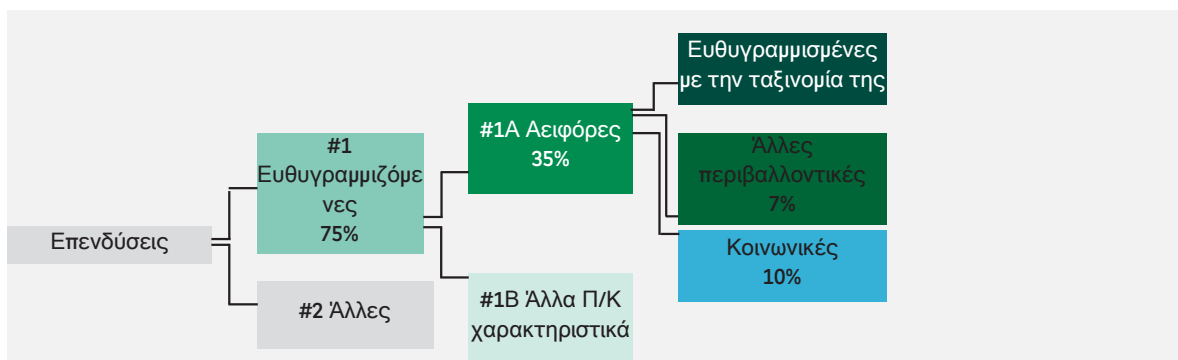 Επενδύσεις
#1
Ευθυγραμμιζόμε
νες
75%
#2 Άλλες
#1Α Αειφόρες
35%
#1Β Άλλα Π/Κ
χαρακτηριστικά
Ευθυγραμμισμένες
με την ταξινομία της
Άλλες
περιβαλλοντικές
7%
Κοινωνικές
10%